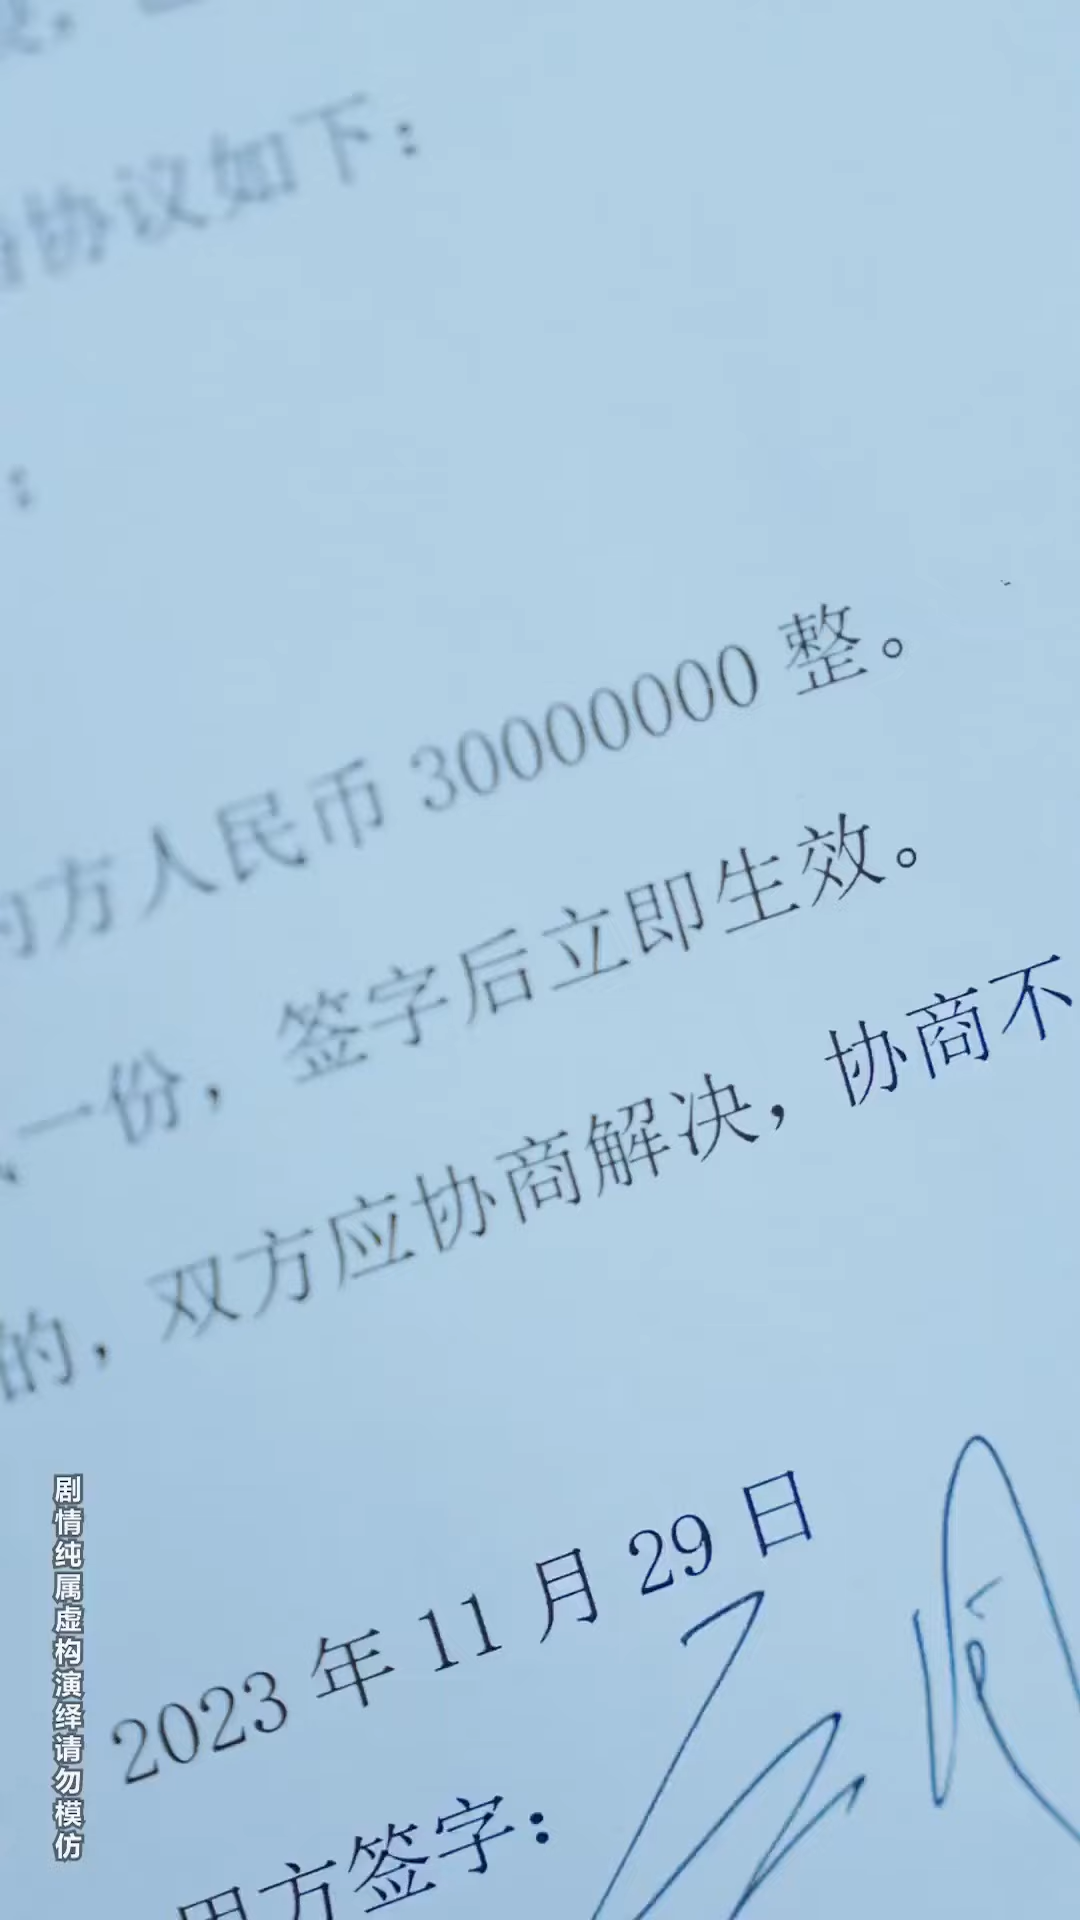 协议如下：
：
方人民币 30000000 整。
一份，签字后立即生效。
的，双方应协商解决，协商不
2023 年 11 月 29 日
甲方签字：
剧情纯属虚构演绎请勿模仿